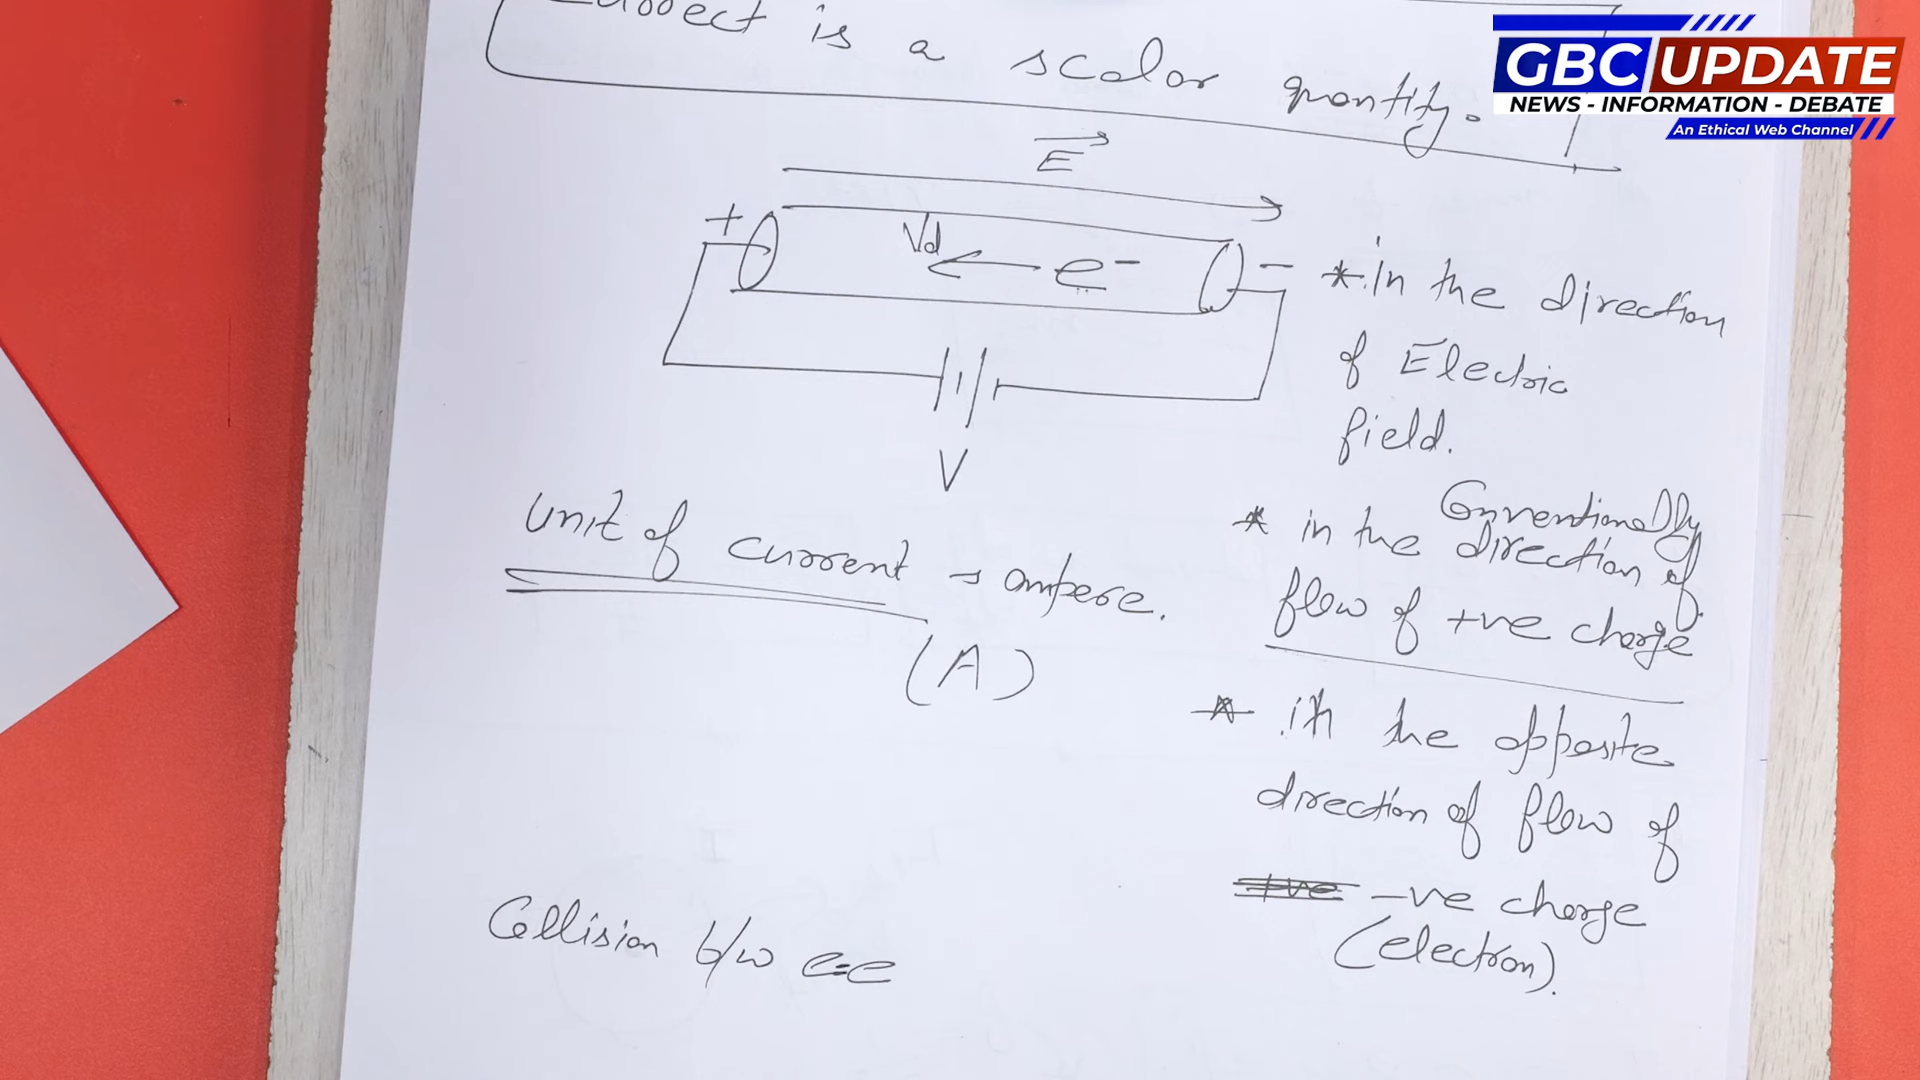 is a scalar quantity.
GBC UPDATE
NEWS - INFORMATION - DEBATE
An Ethical Web Channel
E
+
Vd
e-
-
V
* in the direction
of Electric
field.
Conventionally
* in the direction of
flow of +ve charge
* in the opposite
direction of flow of
-ve charge
(electron).
Unit of current → ampere.
(A)
Collision b/w e-e